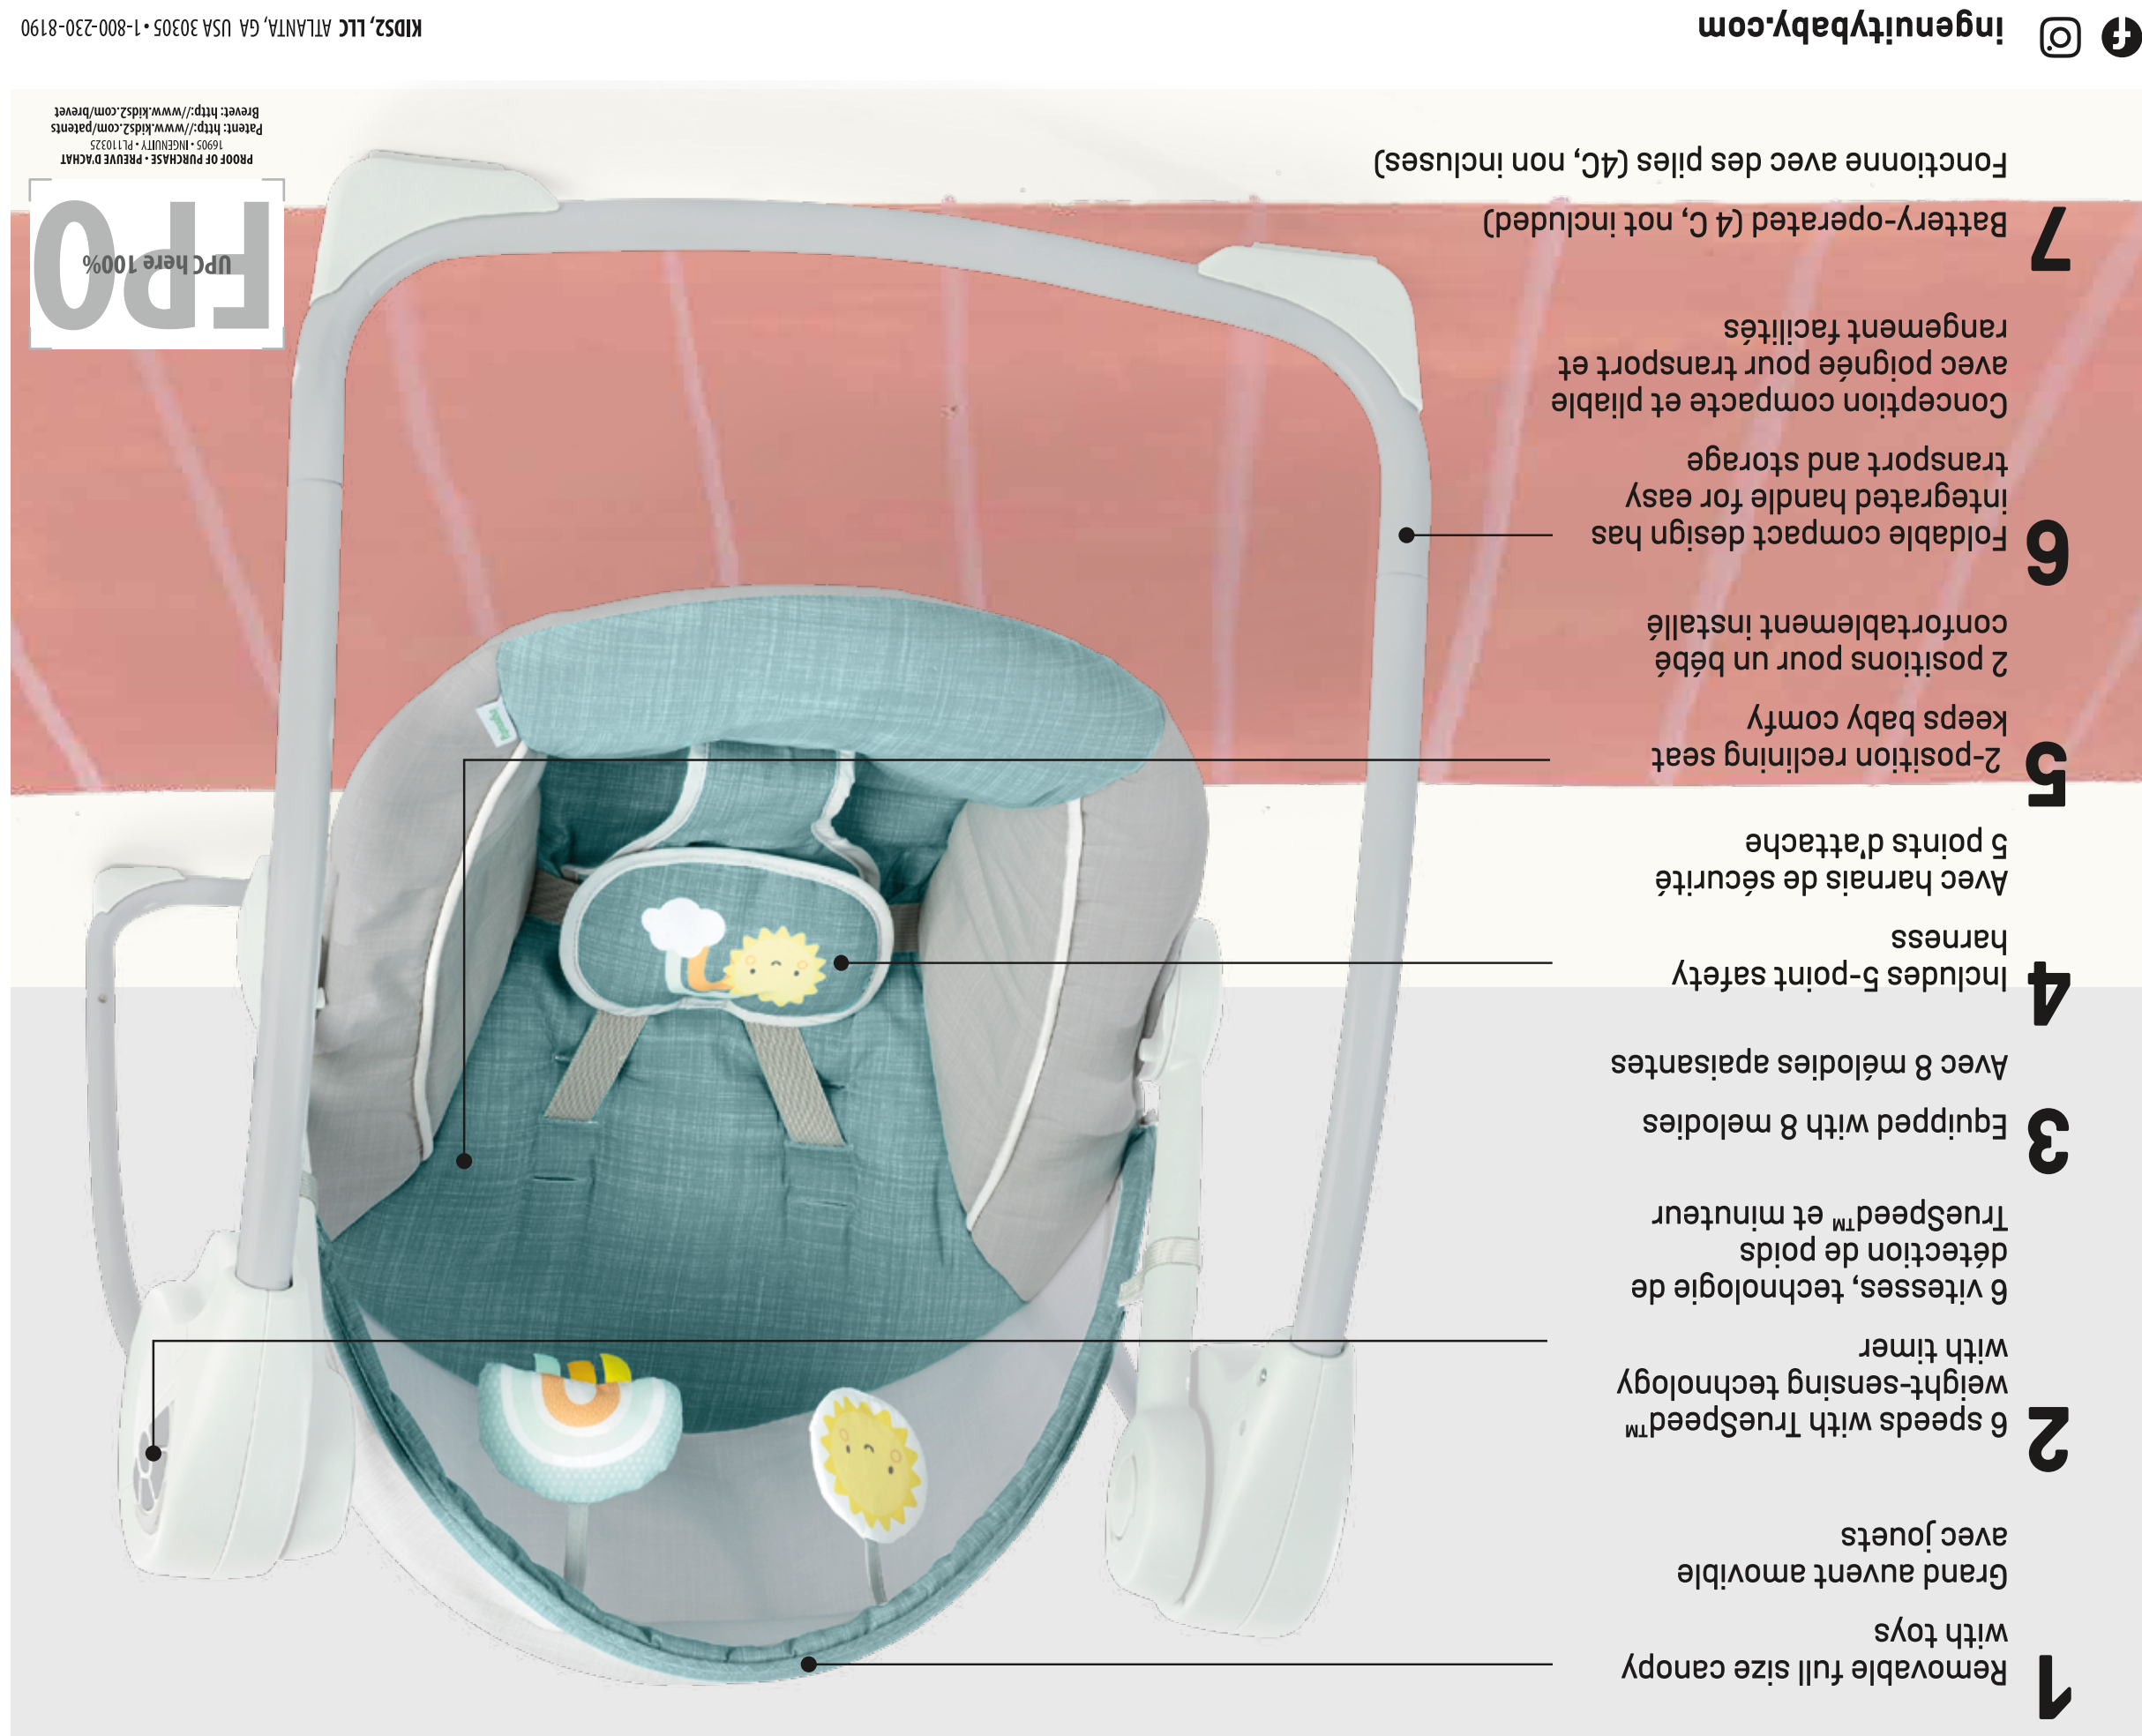 1
Removable full size canopy
with toys
Grand auvent amovible
avec jouets
2
6 speeds with TrueSpeed™
weight-sensing technology
with timer
6 vitesses, technologie de
détection de poids
TrueSpeed™ et minuteur
3
Equipped with 8 melodies
Avec 8 mélodies apaisantes
4
Includes 5-point safety
harness
Avec harnais de sécurité
5 points d'attache
5
2-position reclining seat
keeps baby comfy
2 positions pour un bébé
confortablement installé
6
Foldable compact design has
integrated handle for easy
transport and storage
Conception compacte et pliable
avec poignée pour transport et
rangement facilités
7
Battery-operated (4 C, not included)
Fonctionne avec des piles (4C, non incluses)
FPO
UPC here 100%
PROOF OF PURCHASE • PREUVE D'ACHAT
16905 • INGENUITY • PL110325
Patent: http://www.kids2.com/patents
Brevet: http://www.kids2.com/brevet
ingenuitybaby.com
KIDS2, LLC ATLANTA, GA USA 30305 • 1-800-230-8190